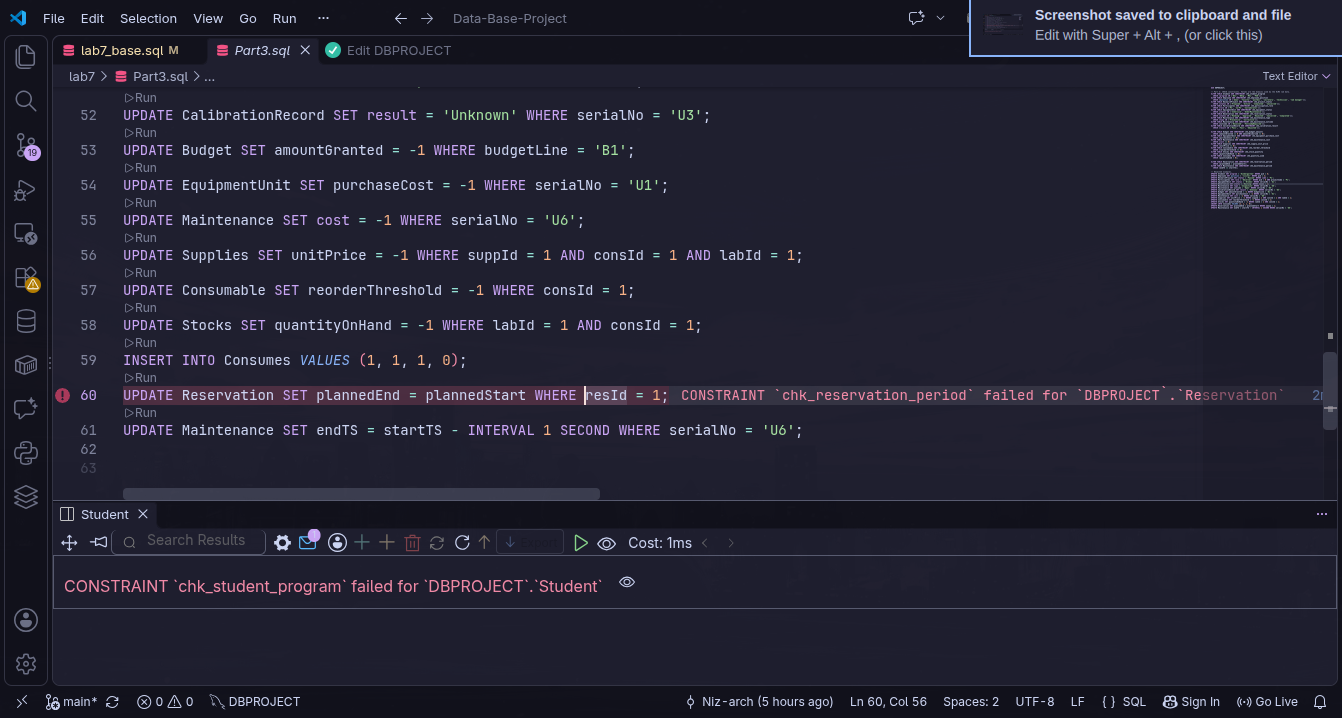 File Edit Selection View Go Run ··· Data-Base-Project
Screenshot saved to clipboard and file
Edit with Super + Alt + , (or click this)
lab7_base.sql M Part3.sql Edit DBPROJECT
lab7 > Part3.sql > ...
Text Editor
Run
52 UPDATE CalibrationRecord SET result = 'Unknown' WHERE serialNo = 'U3';
Run
53 UPDATE Budget SET amountGranted = -1 WHERE budgetLine = 'B1';
Run
54 UPDATE EquipmentUnit SET purchaseCost = -1 WHERE serialNo = 'U1';
Run
55 UPDATE Maintenance SET cost = -1 WHERE serialNo = 'U6';
Run
56 UPDATE Supplies SET unitPrice = -1 WHERE suppId = 1 AND consId = 1 AND labId = 1;
Run
57 UPDATE Consumable SET reorderThreshold = -1 WHERE consId = 1;
Run
58 UPDATE Stocks SET quantityOnHand = -1 WHERE labId = 1 AND consId = 1;
Run
59 INSERT INTO Consumes VALUES (1, 1, 1, 0);
Run
60 UPDATE Reservation SET plannedEnd = plannedStart WHERE resId = 1; CONSTRAINT `chk_reservation_period` failed for `DBPROJECT`.`Reservation`
Run
61 UPDATE Maintenance SET endTS = startTS - INTERVAL 1 SECOND WHERE serialNo = 'U6';
62
63
19
Student
Search Results
Cost: 1ms
CONSTRAINT `chk_student_program` failed for `DBPROJECT`.`Student`
main* 0 0 DBPROJECT Niz-arch (5 hours ago) Ln 60, Col 56 Spaces: 2 UTF-8 LF { } SQL Sign In Go Live